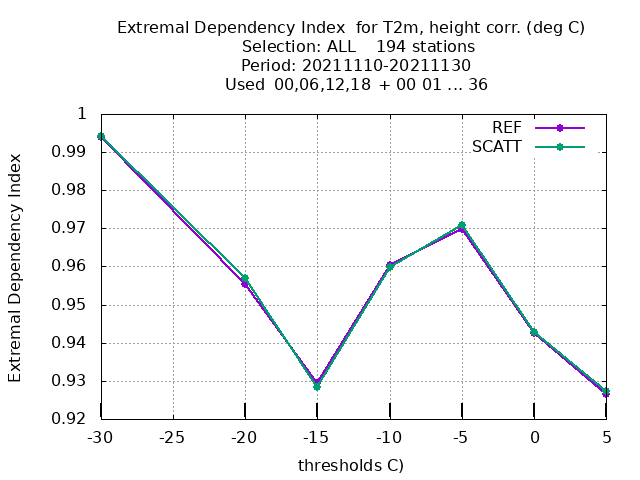 Extremal Dependency Index  for T2m, height corr. (deg C)
Selection: ALL    194 stations
Period: 20211110-20211130
Used  00,06,12,18  + 00 01 ... 36
REF
SCATT
Extremal Dependency Index
1
0.99
0.98
0.97
0.96
0.95
0.94
0.93
0.92
-30 -25 -20 -15 -10 -5 0 5
thresholds C)